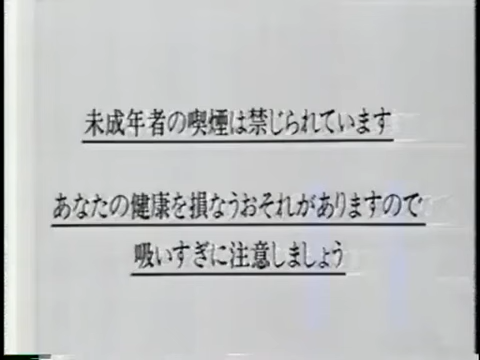 未成年者の喫煙は禁じられています
あなたの健康を損なうおそれがありますので
吸いすぎに注意しましょう